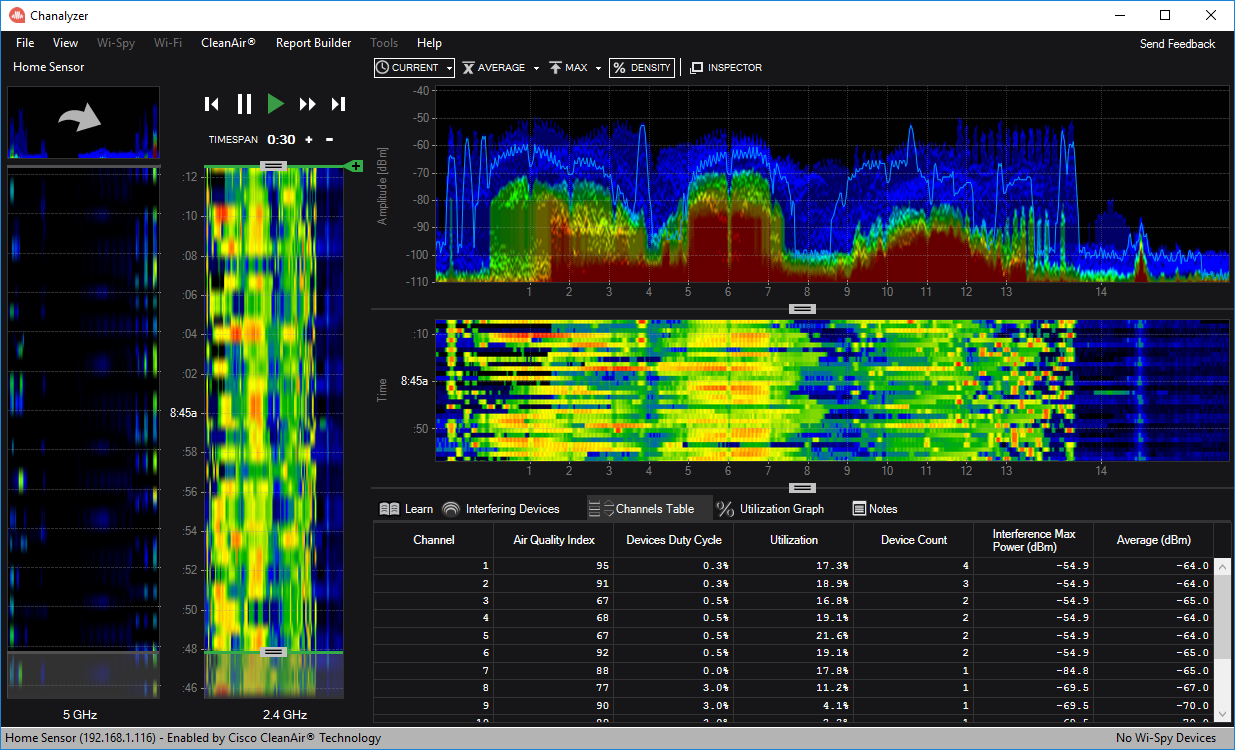 Chanalyzer
File View Wi-Spy Wi-Fi CleanAir® Report Builder Tools Help Send Feedback
Home Sensor
CURRENT AVERAGE MAX % DENSITY INSPECTOR
TIMESPAN 0:30 + -
:12
:10
:08
:06
:04
:02
8:45a
:58
:56
:54
:52
:50
:48
:46
5 GHz 2.4 GHz
Amplitude [dBm]
-40
-50
-60
-70
-80
-90
-100
-110
1 2 3 4 5 6 7 8 9 10 11 12 13 14
Time
:10
8:45a
:50
1 2 3 4 5 6 7 8 9 10 11 12 13 14
Learn Interfering Devices Channels Table % Utilization Graph Notes
Channel Air Quality Index Devices Duty Cycle Utilization Device Count Interference Max Power (dBm) Average (dBm)
1 95 0.3% 17.3% 4 -54.9 -64.0
2 91 0.3% 18.9% 3 -54.9 -64.0
3 67 0.5% 16.8% 2 -54.9 -65.0
4 68 0.5% 19.1% 2 -54.9 -64.0
5 67 0.5% 21.6% 2 -54.9 -64.0
6 92 0.5% 19.1% 2 -54.9 -65.0
7 88 0.0% 17.8% 1 -84.8 -65.0
8 77 3.0% 11.2% 1 -69.5 -67.0
9 90 3.0% 4.1% 1 -69.5 -70.0
Home Sensor (192.168.1.116) - Enabled by Cisco CleanAir® Technology No Wi-Spy Devices